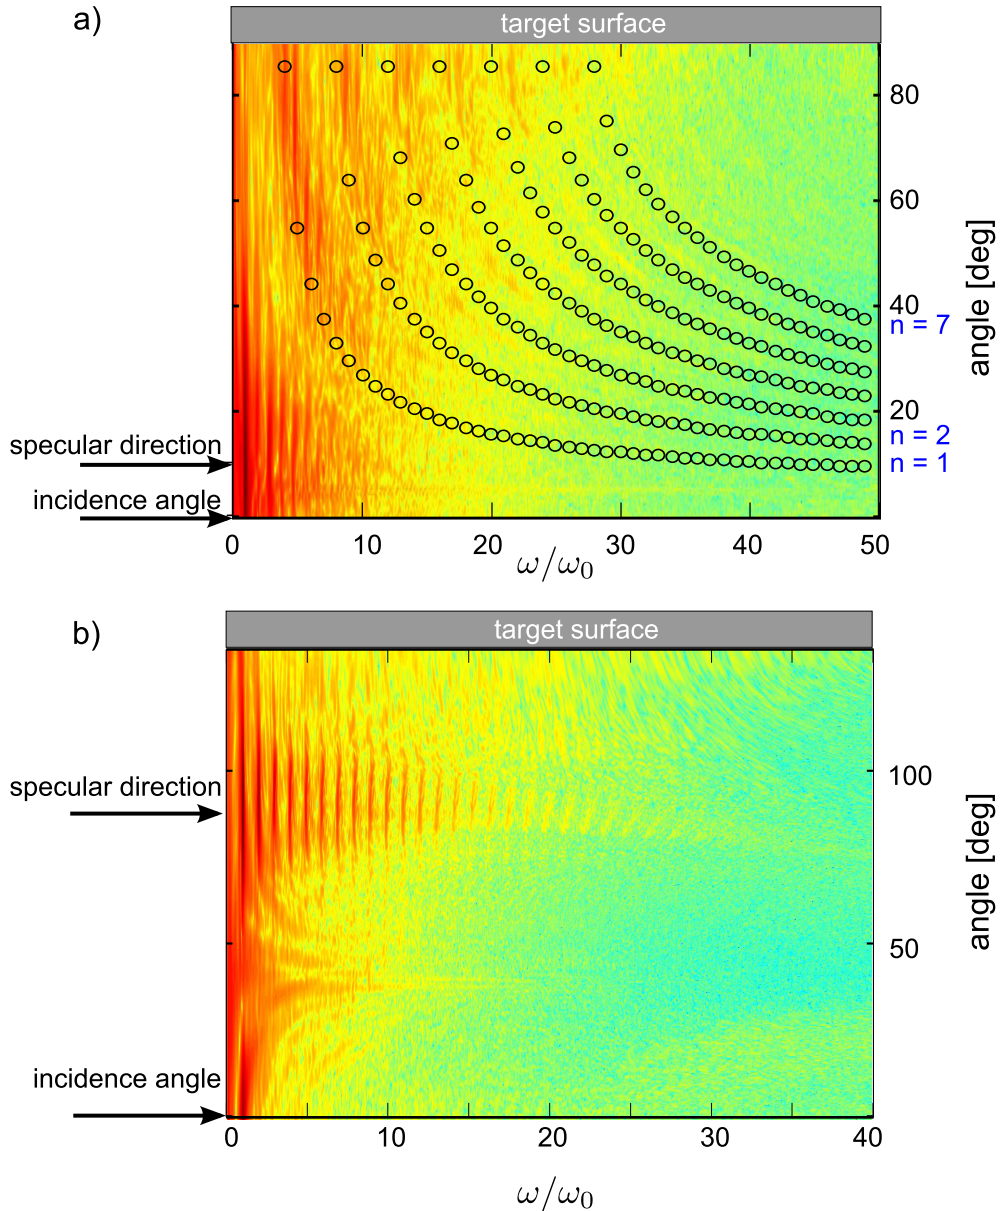 a)
target surface
80
60
40
20
angle [deg]
n = 7
n = 2
n = 1
specular direction
incidence angle
0 10 20 30 40 50
ω/ω₀
b)
target surface
100
50
angle [deg]
specular direction
incidence angle
0 10 20 30 40
ω/ω₀